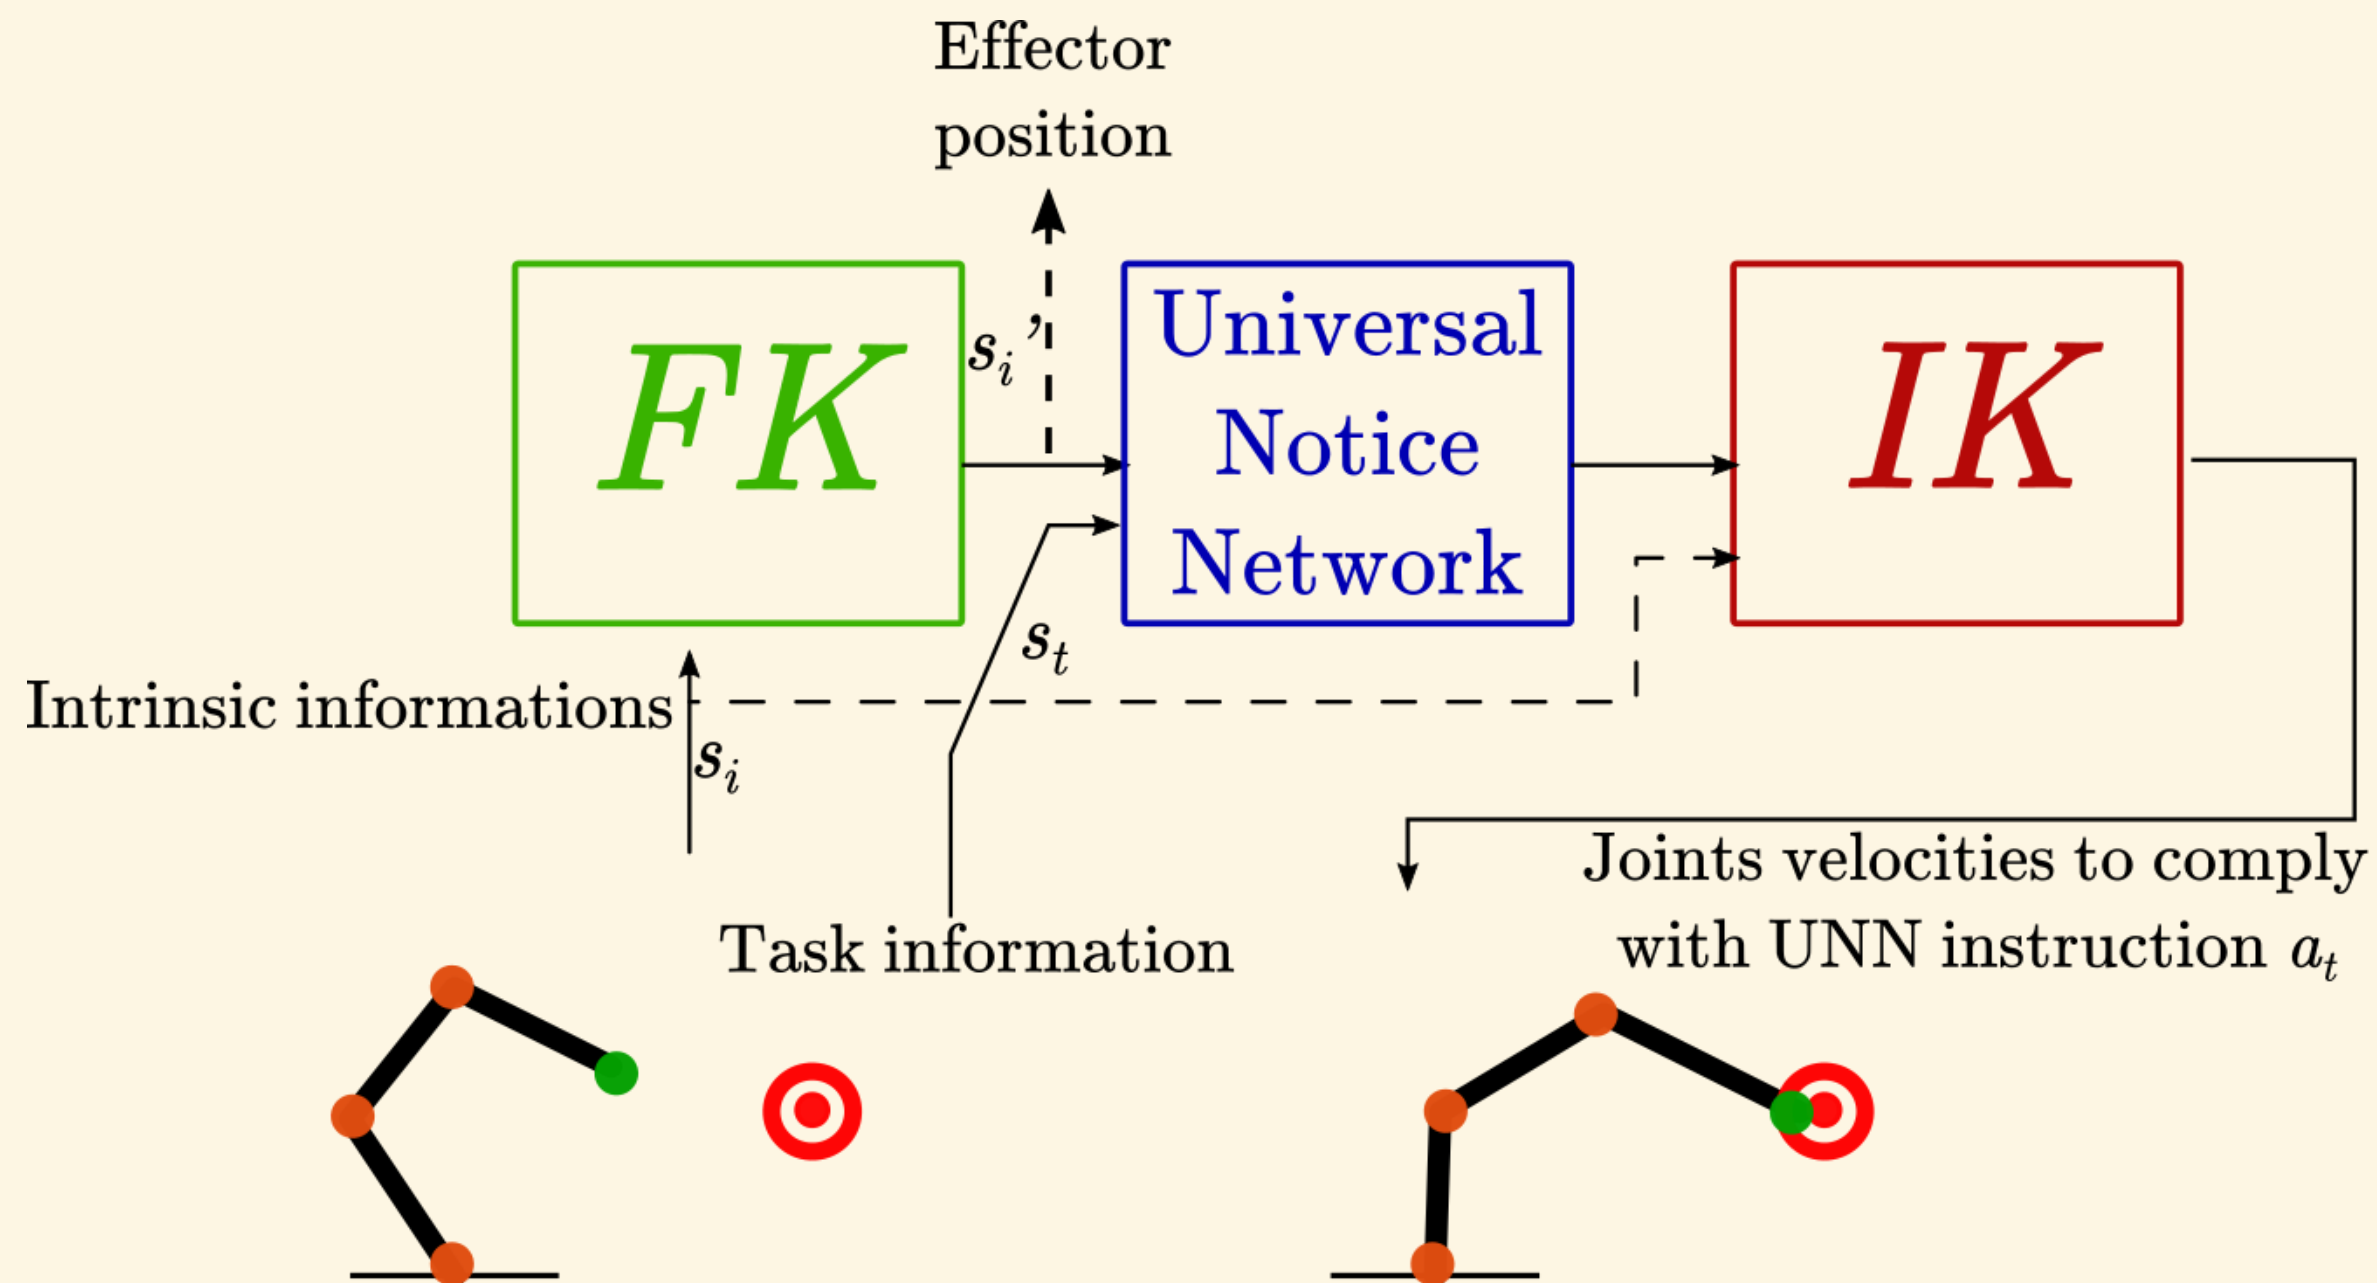 Effector
position
FK
s_i’
Universal
Notice
Network
IK
s_t
Intrinsic informations
s_i
Joints velocities to comply
with UNN instruction a_t
Task information